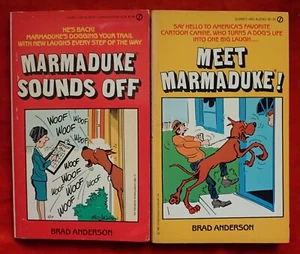 HE'S BACK!
MARMADUKE'S DOGGING YOUR TRAIL
WITH NEW LAUGHS EVERY STEP OF THE WAY
MARMADUKE
SOUNDS OFF
WOOF
WOOF
WOOF
WOOF
WOOF
WOOF
WOOF
WOOF
BRAD ANDERSON
SAY HELLO TO AMERICA'S FAVORITE
CARTOON CANINE, WHO TURNS A DOG'S LIFE
INTO ONE BIG LAUGH....
MEET
MARMADUKE!
BRAD ANDERSON